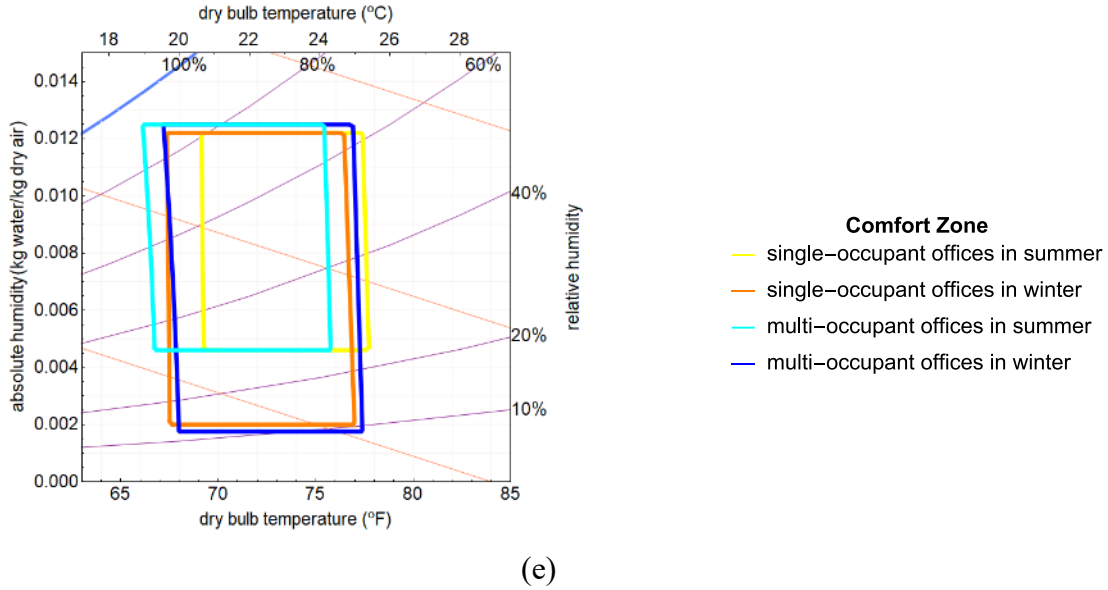 dry bulb temperature (°C)
18 20 22 24 26 28
100% 80% 60%
0.014
0.012
0.010
0.008
0.006
0.004
0.002
0.000
absolute humidity (kg water/kg dry air)
40%
20%
10%
relative humidity
65 70 75 80 85
dry bulb temperature (°F)
Comfort Zone
single−occupant offices in summer
single−occupant offices in winter
multi−occupant offices in summer
multi−occupant offices in winter
(e)